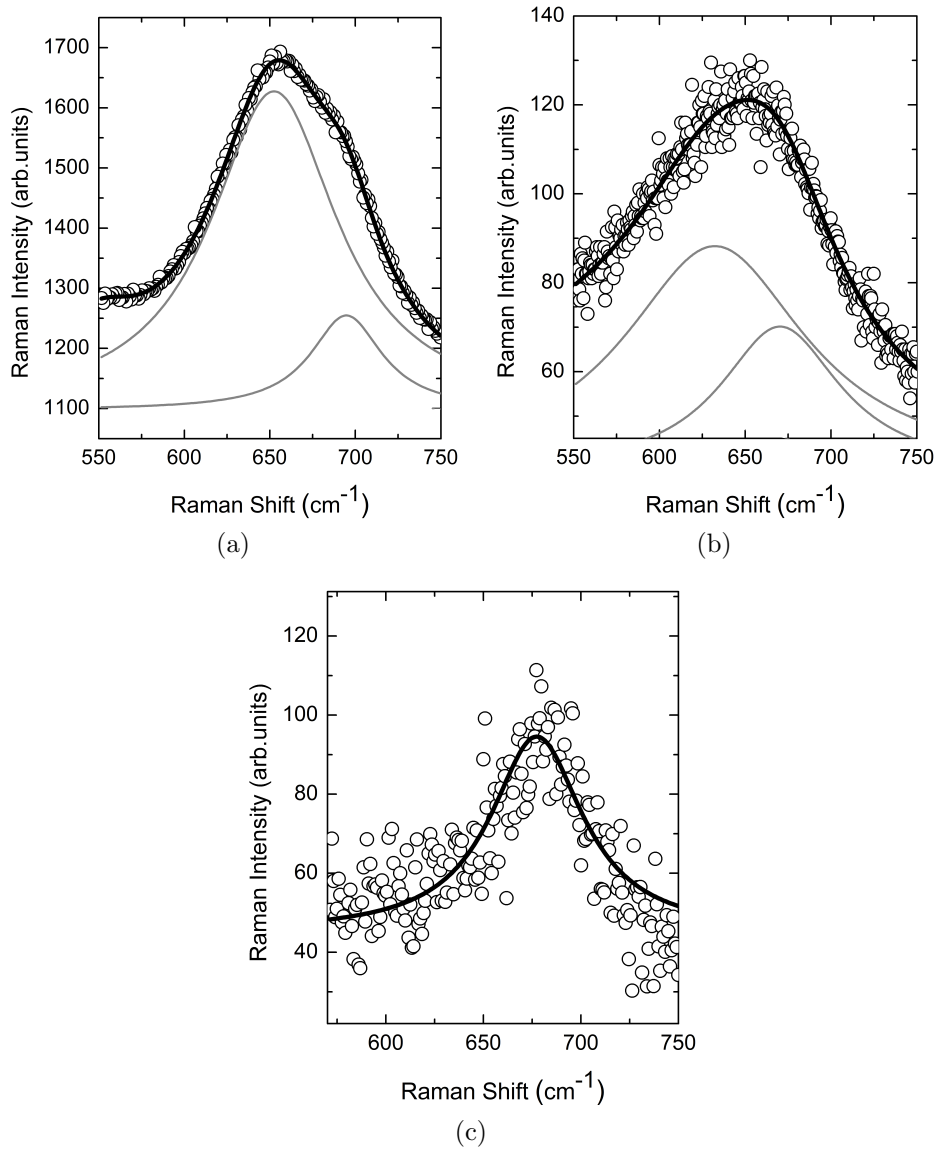 1700
1600
1500
1400
1300
1200
1100
550 600 650 700 750
Raman Intensity (arb.units)
Raman Shift (cm-1)
(a)
140
120
100
80
60
550 600 650 700 750
Raman Intensity (arb.units)
Raman Shift (cm-1)
(b)
120
100
80
60
40
600 650 700 750
Raman Intensity (arb.units)
Raman Shift (cm-1)
(c)